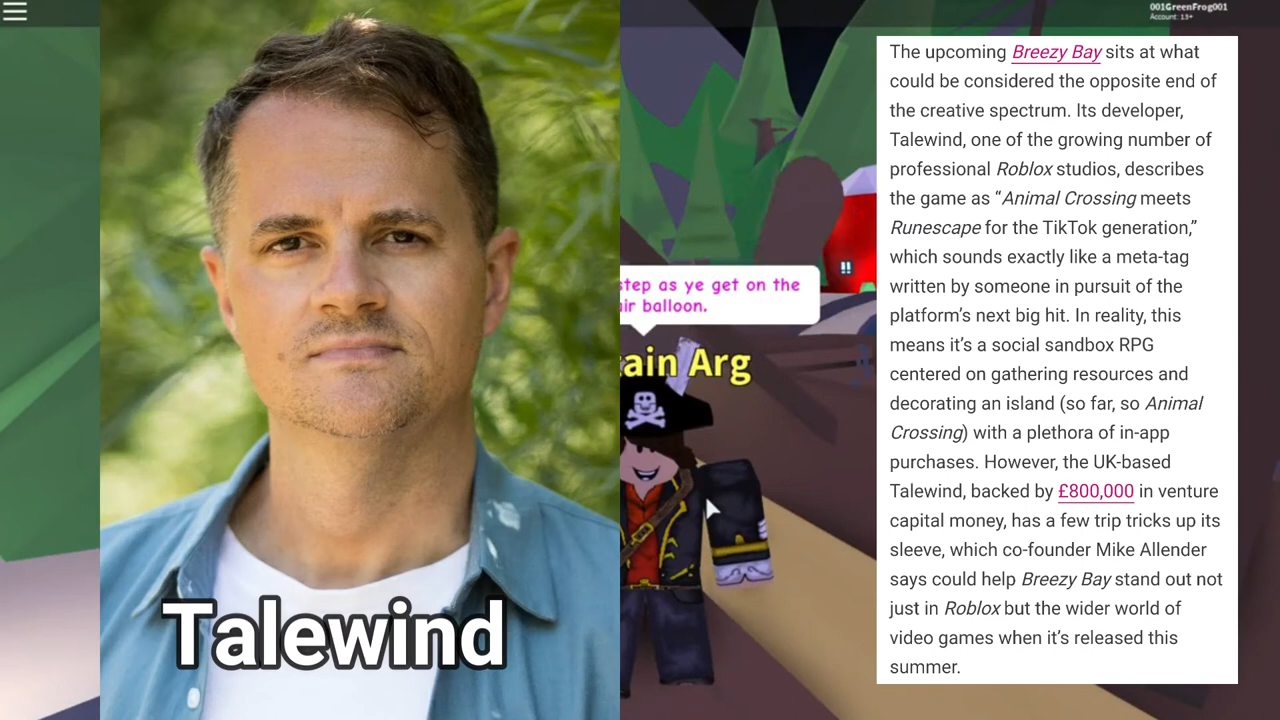 001GreenFrog001
Account: 13+
The upcoming Breezy Bay sits at what
could be considered the opposite end of
the creative spectrum. Its developer,
Talewind, one of the growing number of
professional Roblox studios, describes
the game as “Animal Crossing meets
Runescape for the TikTok generation,”
which sounds exactly like a meta-tag
written by someone in pursuit of the
platform’s next big hit. In reality, this
means it’s a social sandbox RPG
centered on gathering resources and
decorating an island (so far, so Animal
Crossing) with a plethora of in-app
purchases. However, the UK-based
Talewind, backed by £800,000 in venture
capital money, has a few trip tricks up its
sleeve, which co-founder Mike Allender
says could help Breezy Bay stand out not
just in Roblox but the wider world of
video games when it’s released this
summer.
!!
step as ye get on the
air balloon.
tain Arg
Talewind